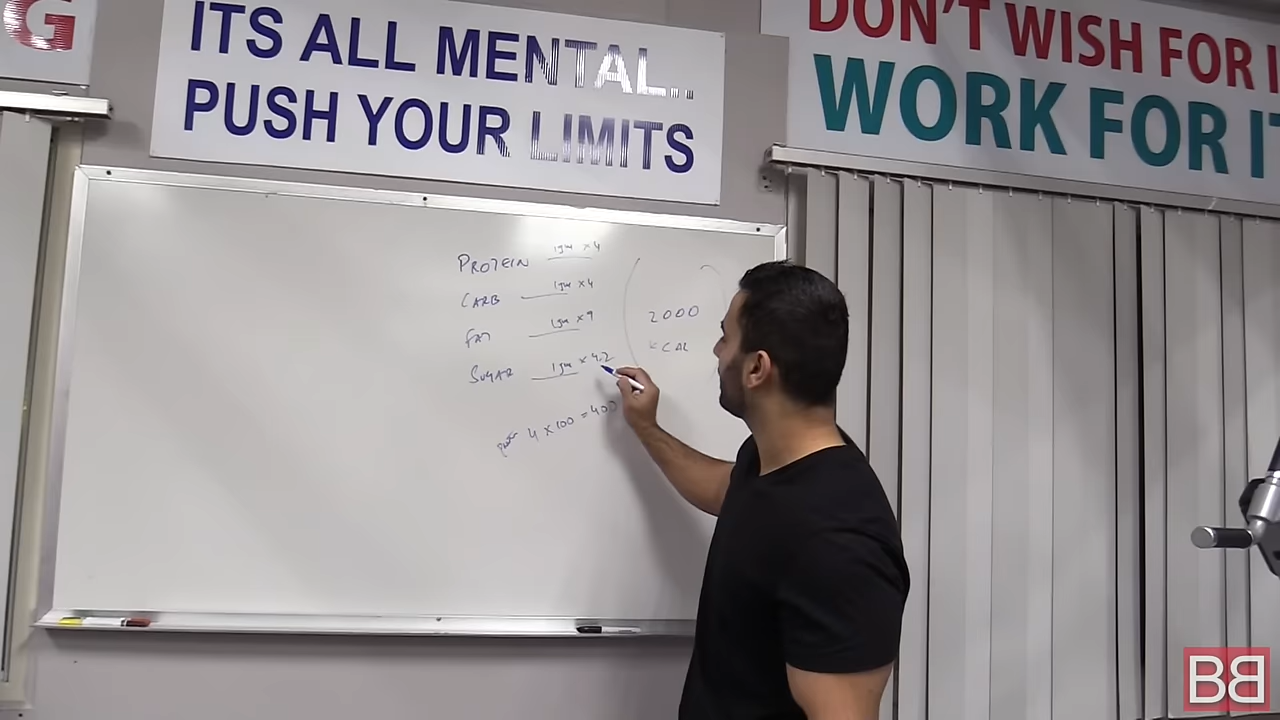 G
ITS ALL MENTAL..
PUSH YOUR LIMITS
DON'T WISH FOR I
WORK FOR IT
PROTEIN 1gm x 4
CARB 1gm x 4
FAT 1gm x 9
SUGAR 1gm x 4.2
2000
KCAL
4 x 100 = 400
BB